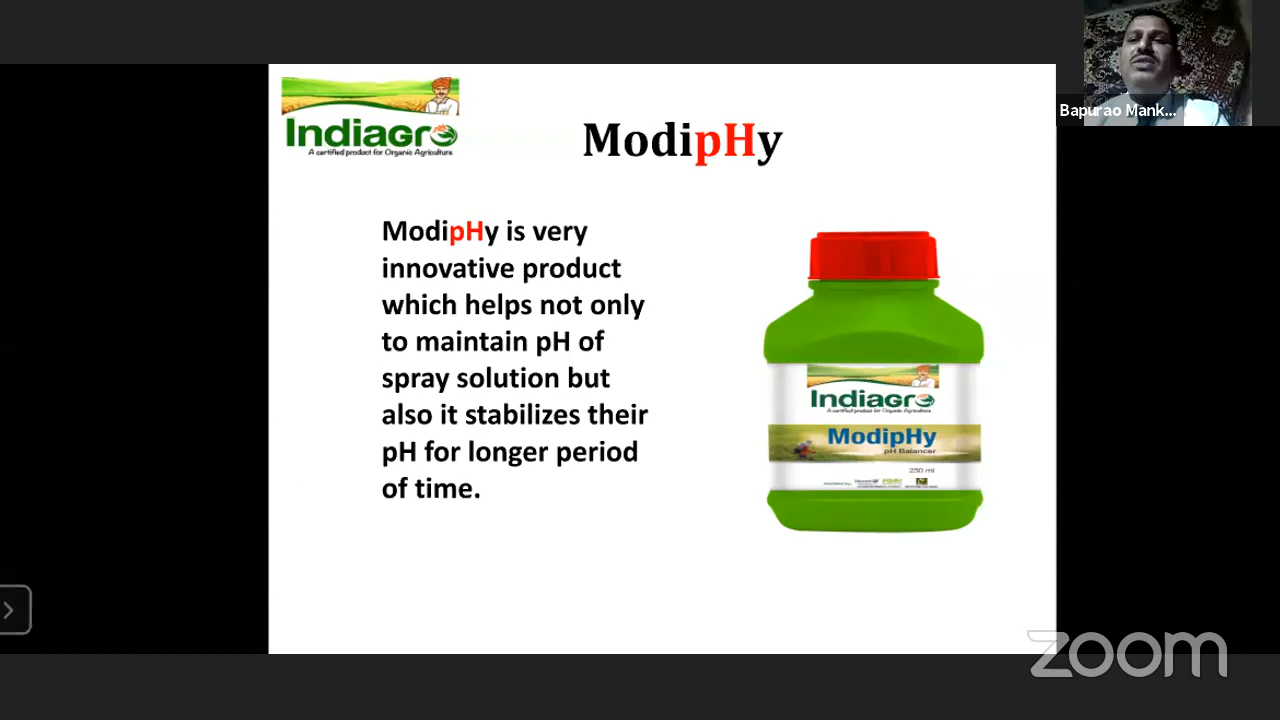 Indiagro
A certified product for Organic Agriculture
ModipHy
Bapurao Mank...
ModipHy is very
innovative product
which helps not only
to maintain pH of
spray solution but
also it stabilizes their
pH for longer period
of time.
Indiagro
A certified product for Organic Agriculture
ModipHy
pH Balancer
250 ml
zoom